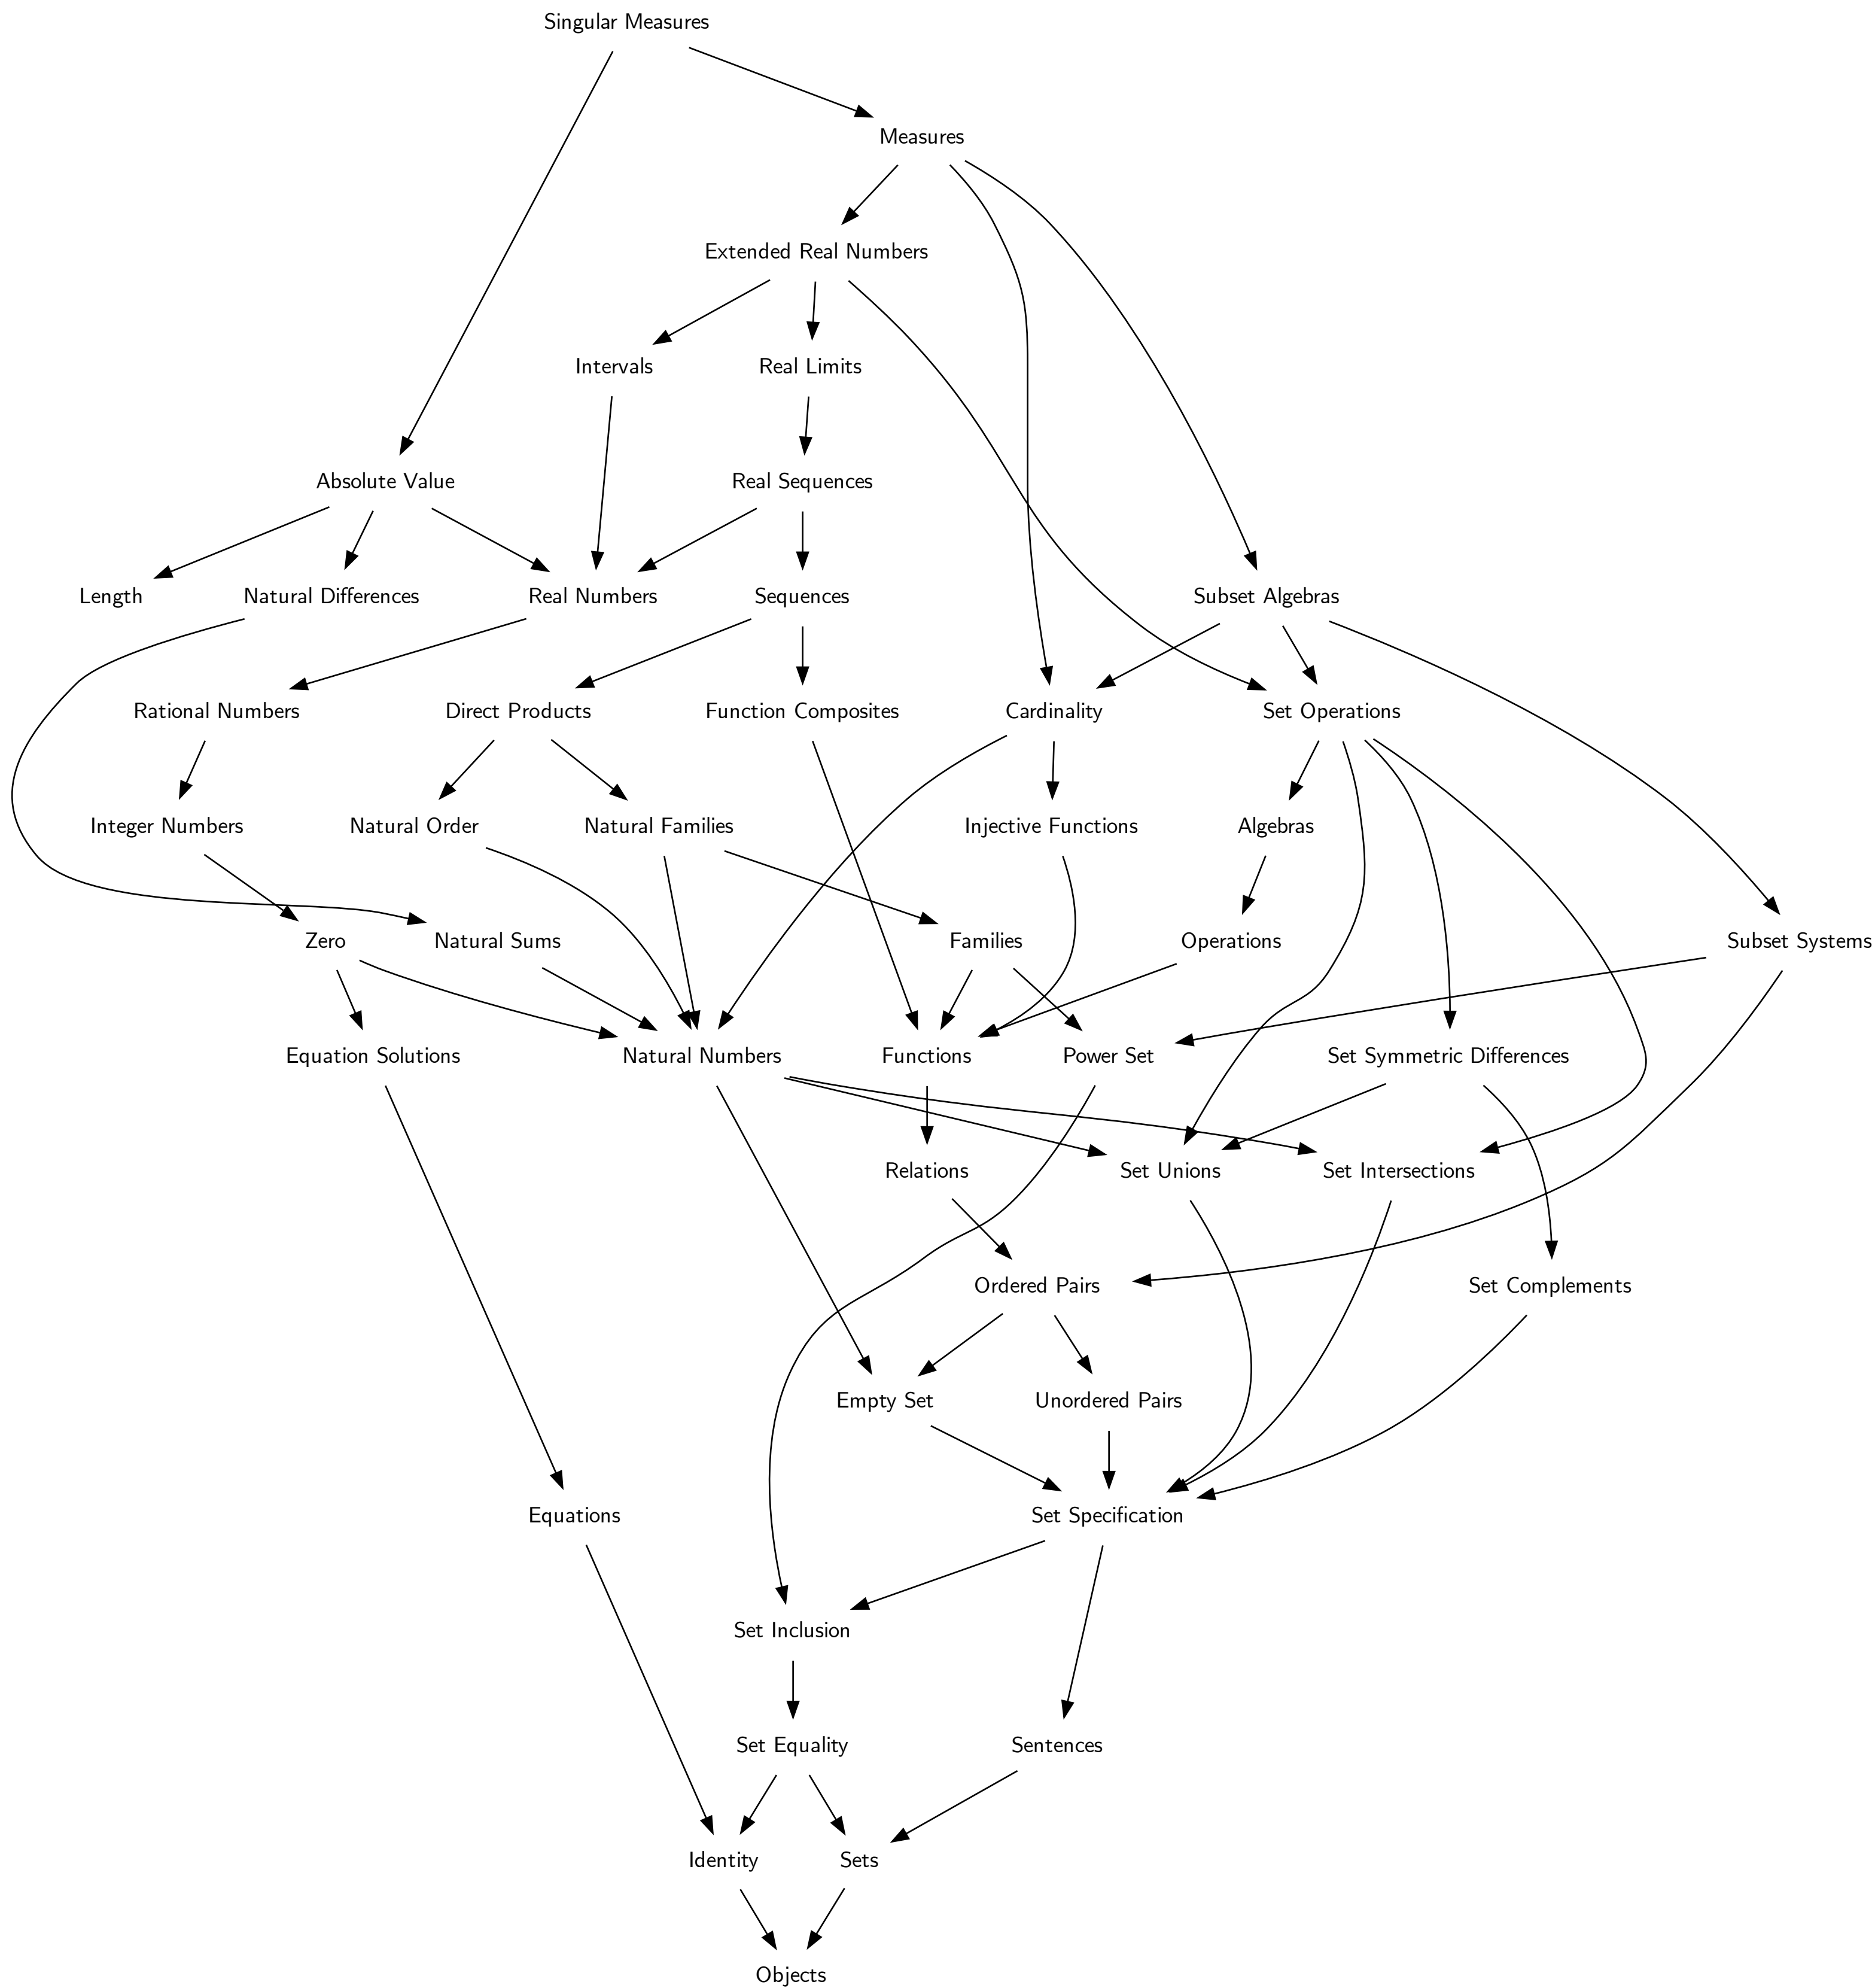 Singular Measures
Measures
Extended Real Numbers
Intervals
Real Limits
Absolute Value
Real Sequences
Length
Natural Differences
Real Numbers
Sequences
Subset Algebras
Rational Numbers
Direct Products
Function Composites
Cardinality
Set Operations
Integer Numbers
Natural Order
Natural Families
Injective Functions
Algebras
Zero
Natural Sums
Families
Operations
Subset Systems
Equation Solutions
Natural Numbers
Functions
Power Set
Set Symmetric Differences
Relations
Set Unions
Set Intersections
Ordered Pairs
Set Complements
Empty Set
Unordered Pairs
Equations
Set Specification
Set Inclusion
Set Equality
Sentences
Identity
Sets
Objects